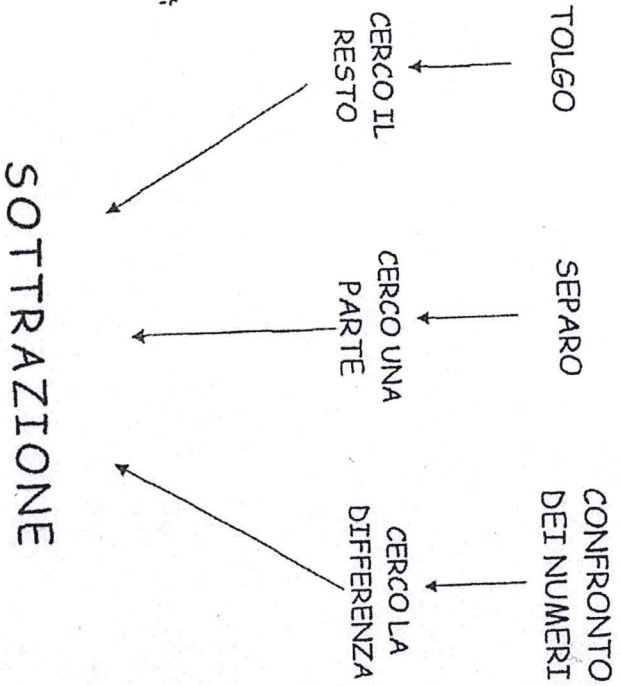 TOLGO
SEPARO
CONFRONTO
DEI NUMERI
CERCO IL
RESTO
CERCO UNA
PARTE
CERCO LA
DIFFERENZA
SOTTRAZIONE